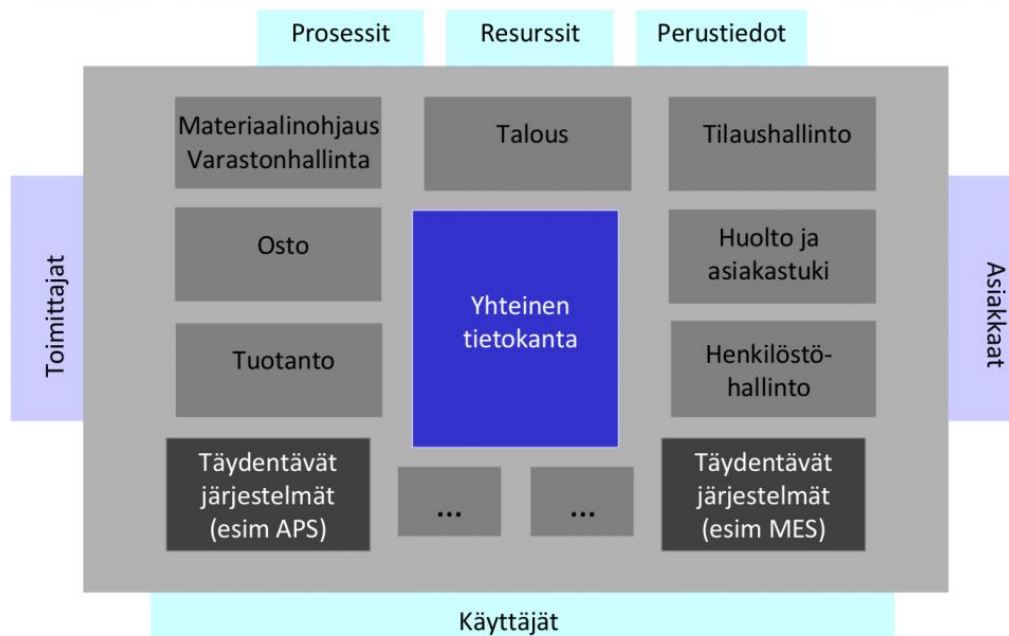 Prosessit
Resurssit
Perustiedot
Materiaalinohjaus
Varastonhallinta
Talous
Tilaushallinto
Toimittajat
Osto
Yhteinen
tietokanta
Huolto ja
asiakastuki
Asiakkaat
Tuotanto
Henkilöstö-
hallinto
Täydentävät
järjestelmät
(esim APS)
...
...
Täydentävät
järjestelmät
(esim MES)
Käyttäjät